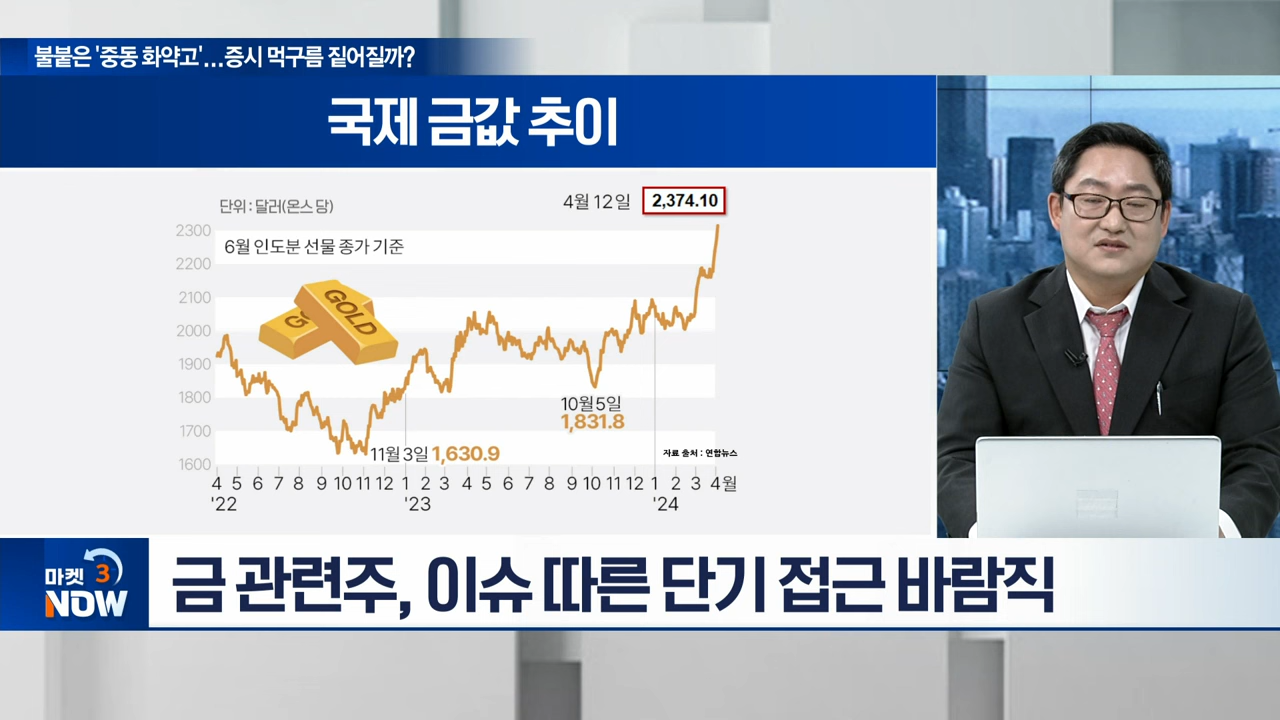 불붙은 '중동 화약고'...증시 먹구름 짙어질까?
국제 금값 추이
단위 : 달러(온스 당)
4월 12일 2,374.10
6월 인도분 선물 종가 기준
2300
2200
2100
2000
1900
1800
1700
1600
GOLD
G
10월5일
1,831.8
11월 3일 1,630.9
자료 출처 : 연합뉴스
4 5 6 7 8 9 10 11 12 1 2 3 4 5 6 7 8 9 10 11 12 1 2 3 4월
'22 '23 '24
마켓 3
NOW
금 관련주, 이슈 따른 단기 접근 바람직